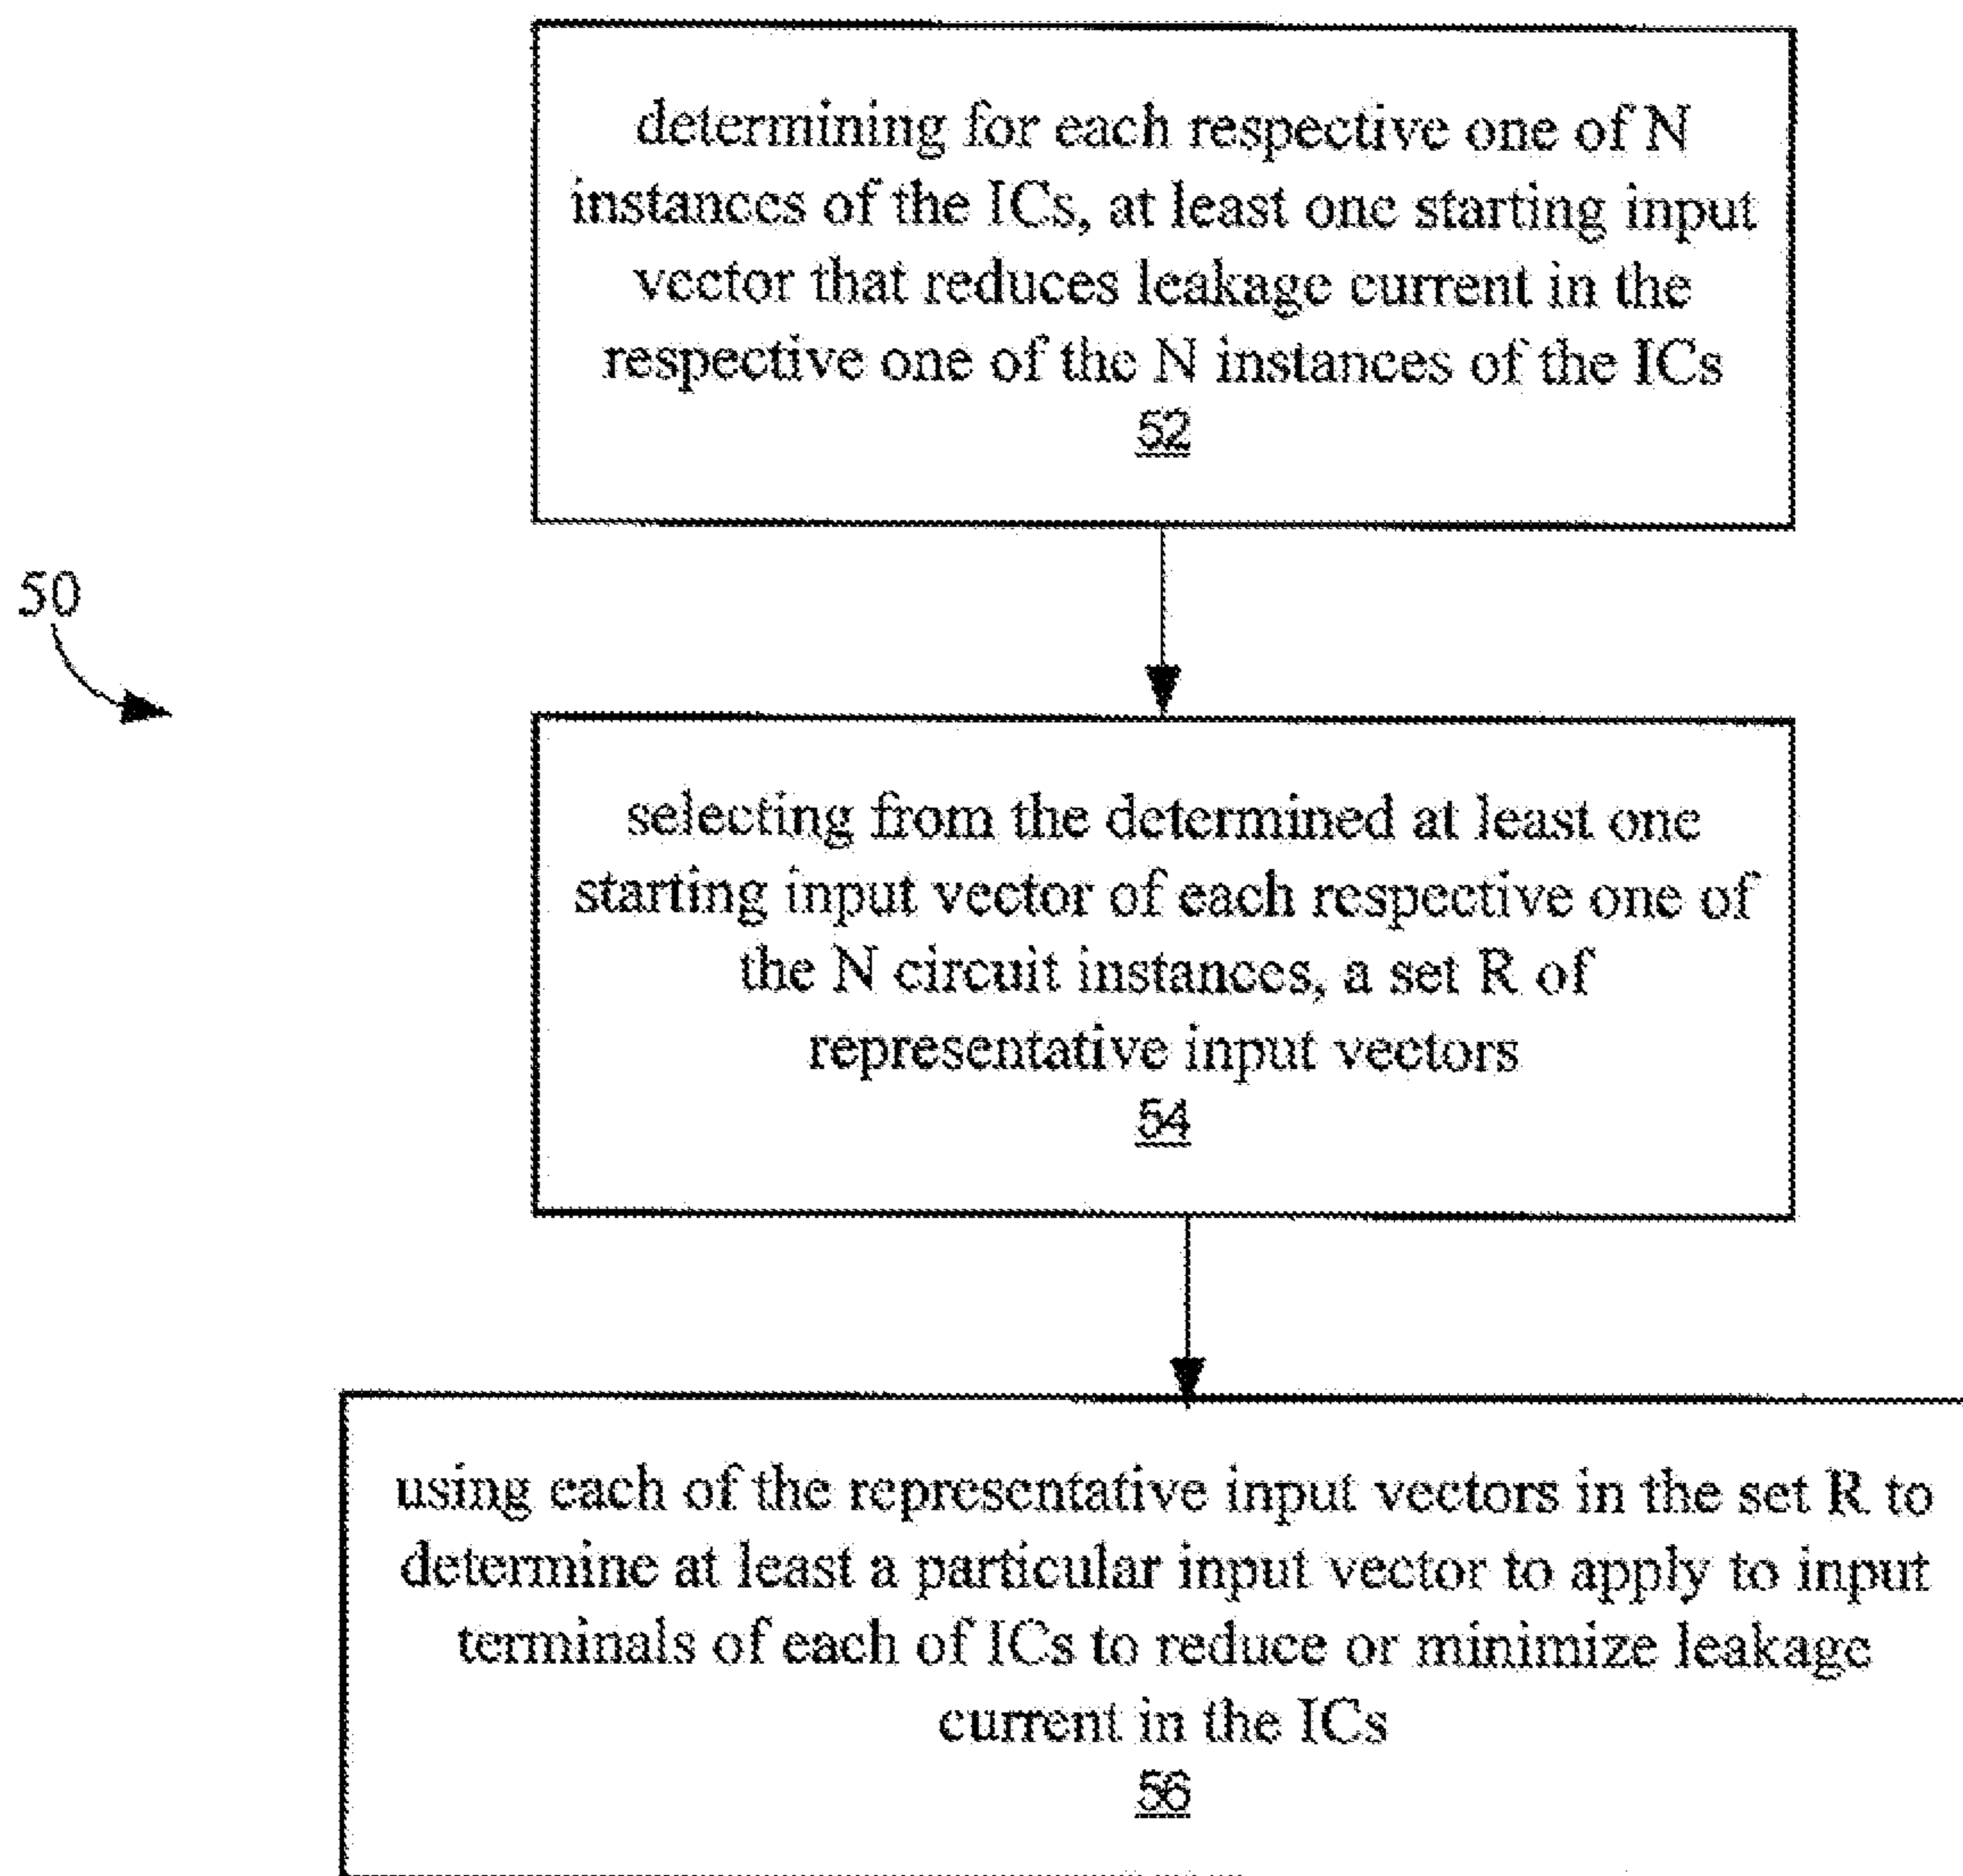 determining for each respective one of N
instances of the ICs, at least one starting input
vector that reduces leakage current in the
respective one of the N instances of the ICs
52
50
selecting from the determined at least one
starting input vector of each respective one of
the N circuit instances, a set R of
representative input vectors
54
using each of the representative input vectors in the set R to
determine at least a particular input vector to apply to input
terminals of each of ICs to reduce or minimize leakage
current in the ICs
56